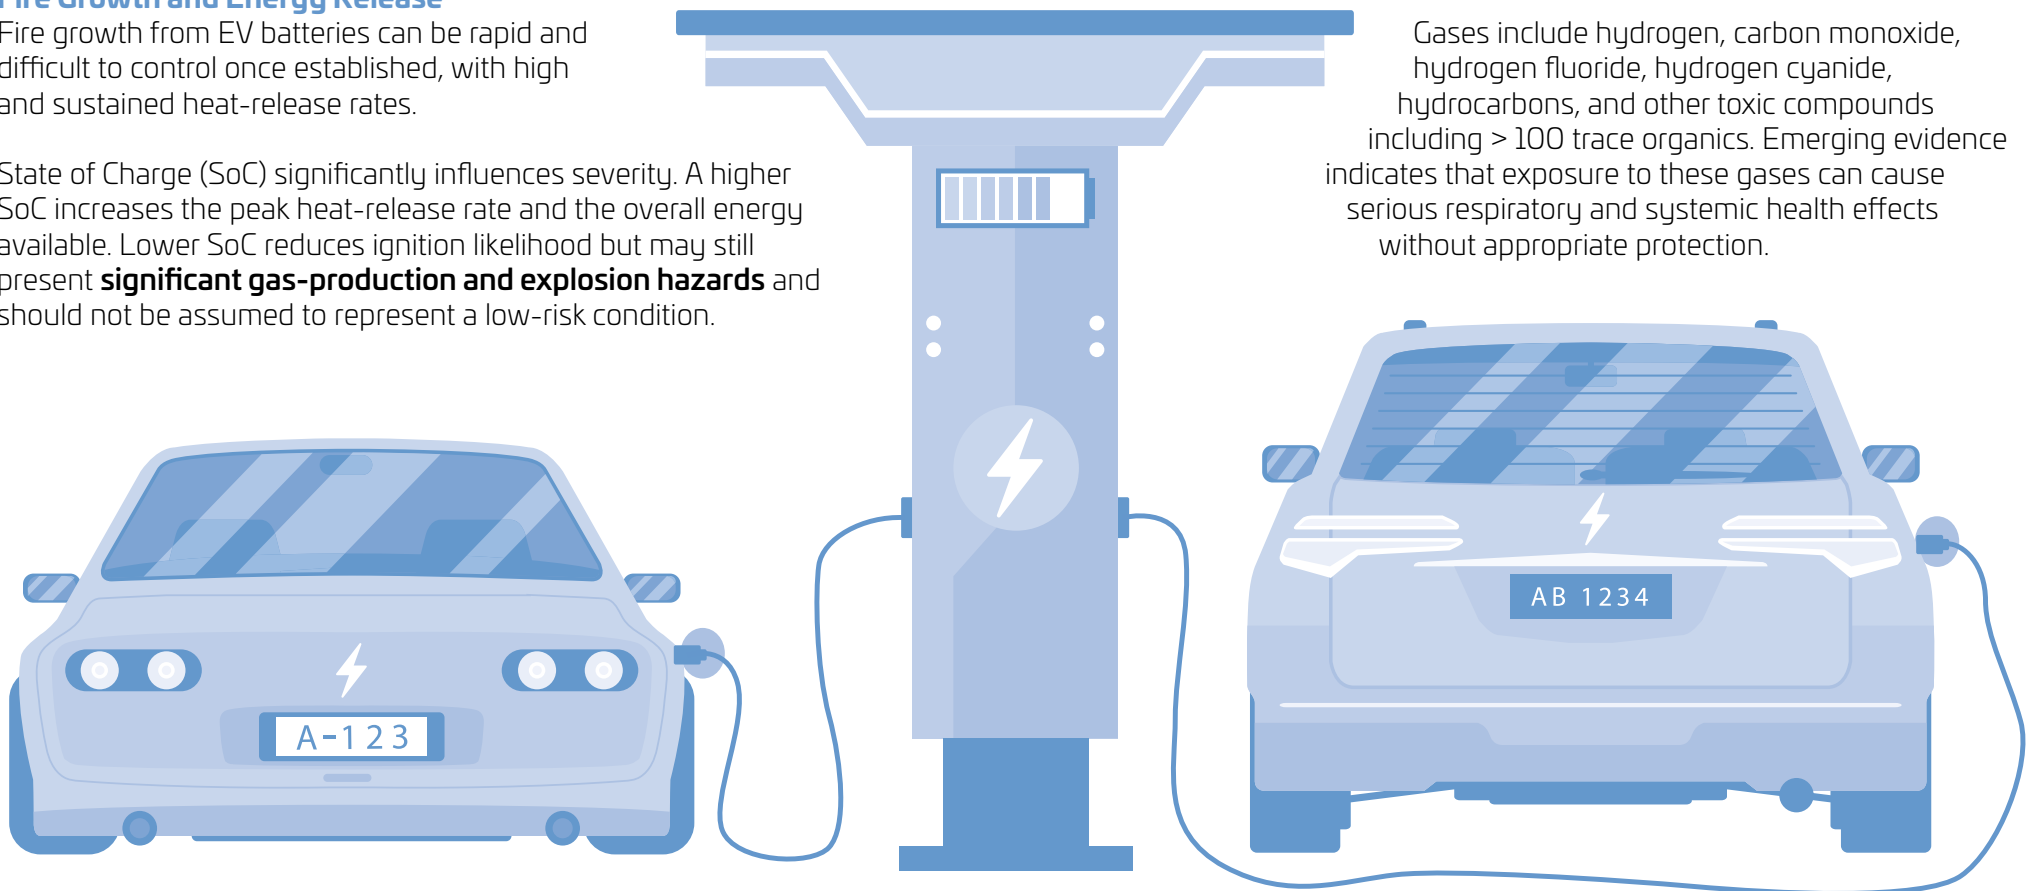 Fire Growth and Energy Release
Fire growth from EV batteries can be rapid and
difficult to control once established, with high
and sustained heat-release rates.
State of Charge (SoC) significantly influences severity. A higher
SoC increases the peak heat-release rate and the overall energy
available. Lower SoC reduces ignition likelihood but may still
present significant gas-production and explosion hazards and
should not be assumed to represent a low-risk condition.
Gases include hydrogen, carbon monoxide,
hydrogen fluoride, hydrogen cyanide,
hydrocarbons, and other toxic compounds
including > 100 trace organics. Emerging evidence
indicates that exposure to these gases can cause
serious respiratory and systemic health effects
without appropriate protection.
A-123
AB 1234